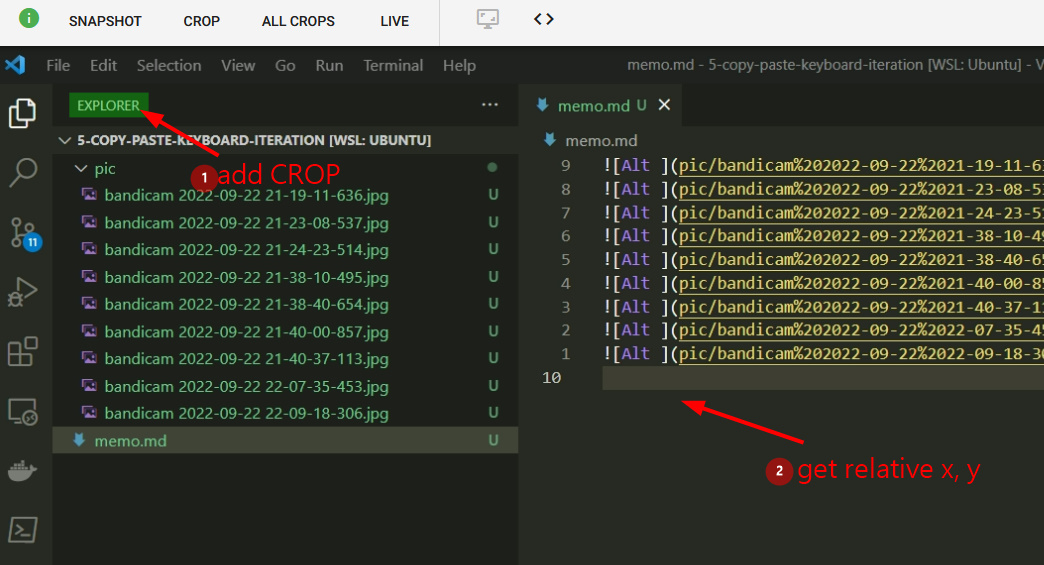 SNAPSHOT CROP ALL CROPS LIVE
File Edit Selection View Go Run Terminal Help memo.md - 5-copy-paste-keyboard-iteration [WSL: Ubuntu] - V
EXPLORER ...
5-COPY-PASTE-KEYBOARD-ITERATION [WSL: UBUNTU]
1 add CROP
pic
bandicam 2022-09-22 21-19-11-636.jpg U
bandicam 2022-09-22 21-23-08-537.jpg U
bandicam 2022-09-22 21-24-23-514.jpg U
bandicam 2022-09-22 21-38-10-495.jpg U
bandicam 2022-09-22 21-38-40-654.jpg U
bandicam 2022-09-22 21-40-00-857.jpg U
bandicam 2022-09-22 21-40-37-113.jpg U
bandicam 2022-09-22 22-07-35-453.jpg U
bandicam 2022-09-22 22-09-18-306.jpg U
memo.md U
11
memo.md U
memo.md
9 ![Alt ](pic/bandicam%202022-09-22%2021-19-11-63
8 ![Alt ](pic/bandicam%202022-09-22%2021-23-08-53
7 ![Alt ](pic/bandicam%202022-09-22%2021-24-23-51
6 ![Alt ](pic/bandicam%202022-09-22%2021-38-10-49
5 ![Alt ](pic/bandicam%202022-09-22%2021-38-40-65
4 ![Alt ](pic/bandicam%202022-09-22%2021-40-00-85
3 ![Alt ](pic/bandicam%202022-09-22%2021-40-37-11
2 ![Alt ](pic/bandicam%202022-09-22%2022-07-35-45
1 ![Alt ](pic/bandicam%202022-09-22%2022-09-18-30
10
2 get relative x, y